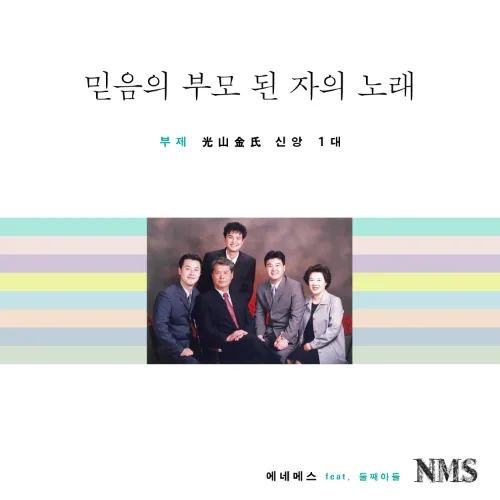 믿음의 부모 된 자의 노래
부제 光山金氏 신앙 1대
에네메스 feat. 둘째아들 NMS